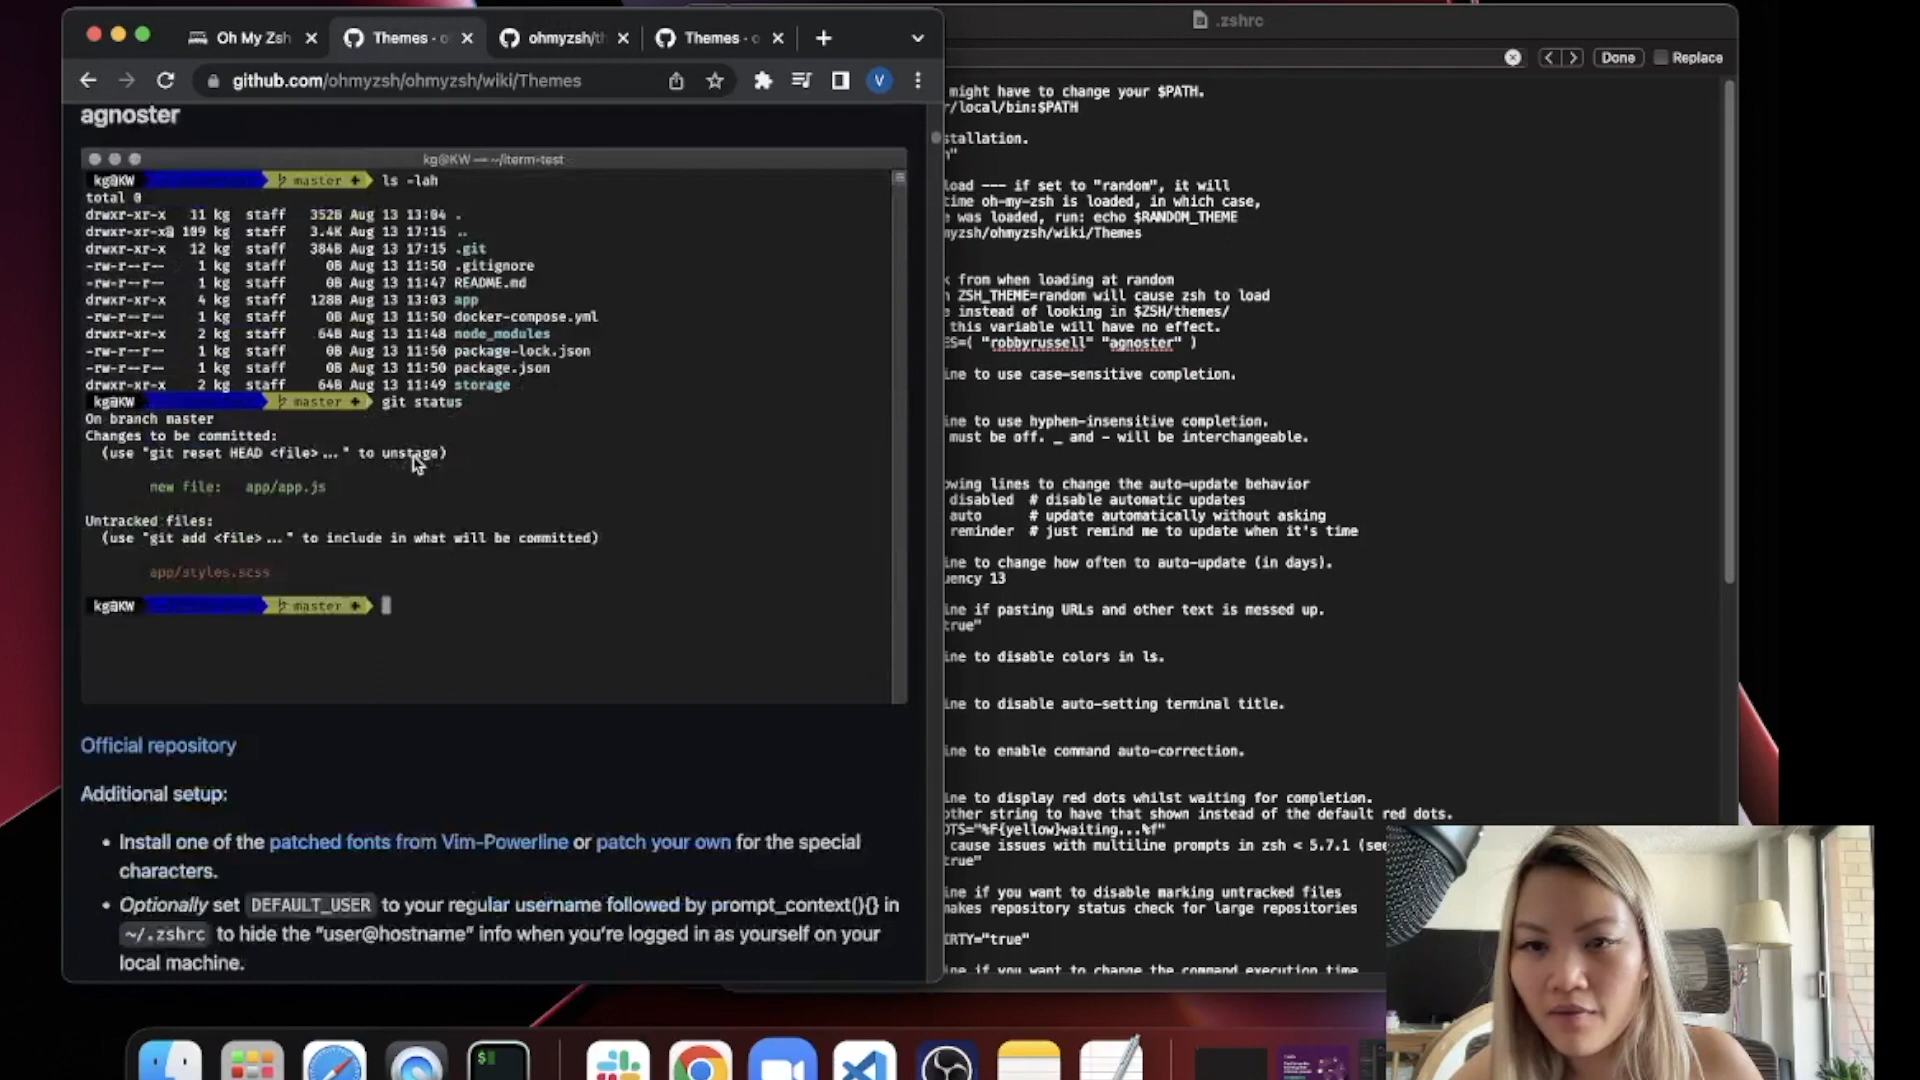 Oh My Zsh
Themes - o
ohmyzsh/th
Themes - o
github.com/ohmyzsh/ohmyzsh/wiki/Themes
V
agnoster
kg@KW — ~/iterm-test
kg@KW master ls -lah
total 0
drwxr-xr-x 11 kg staff 352B Aug 13 13:04 .
drwxr-xr-x@ 109 kg staff 3.4K Aug 13 17:15 ..
drwxr-xr-x 12 kg staff 384B Aug 13 17:15 .git
-rw-r--r-- 1 kg staff 0B Aug 13 11:50 .gitignore
-rw-r--r-- 1 kg staff 0B Aug 13 11:47 README.md
drwxr-xr-x 4 kg staff 128B Aug 13 13:03 app
-rw-r--r-- 1 kg staff 0B Aug 13 11:50 docker-compose.yml
drwxr-xr-x 2 kg staff 64B Aug 13 11:48 node_modules
-rw-r--r-- 1 kg staff 0B Aug 13 11:50 package-lock.json
-rw-r--r-- 1 kg staff 0B Aug 13 11:50 package.json
drwxr-xr-x 2 kg staff 64B Aug 13 11:49 storage
kg@KW master git status
On branch master
Changes to be committed:
(use "git reset HEAD <file>..." to unstage)
new file: app/app.js
Untracked files:
(use "git add <file>..." to include in what will be committed)
app/styles.scss
kg@KW master
Official repository
Additional setup:
• Install one of the patched fonts from Vim-Powerline or patch your own for the special
characters.
• Optionally set DEFAULT_USER to your regular username followed by prompt_context(){} in
~/.zshrc to hide the “user@hostname” info when you’re logged in as yourself on your
local machine.
.zshrc
Done
Replace
might have to change your $PATH.
r/local/bin:$PATH
stallation.
"
oad --- if set to "random", it will
time oh-my-zsh is loaded, in which case,
e was loaded, run: echo $RANDOM_THEME
myzsh/ohmyzsh/wiki/Themes
k from when loading at random
n ZSH_THEME=random will cause zsh to load
e instead of looking in $ZSH/themes/
this variable will have no effect.
ES=( "robbyrussell" "agnoster" )
ine to use case-sensitive completion.
ine to use hyphen-insensitive completion.
must be off. _ and - will be interchangeable.
owing lines to change the auto-update behavior
disabled # disable automatic updates
auto # update automatically without asking
reminder # just remind me to update when it's time
ine to change how often to auto-update (in days).
uency 13
ine if pasting URLs and other text is messed up.
true"
ine to disable colors in ls.
ine to disable auto-setting terminal title.
ine to enable command auto-correction.
ine to display red dots whilst waiting for completion.
other string to have that shown instead of the default red dots.
OTS="%F{yellow}waiting...%f"
cause issues with multiline prompts in zsh < 5.7.1 (see
true"
ine if you want to disable marking untracked files
makes repository status check for large repositories
IRTY="true"
ine if you want to change the command execution time
$